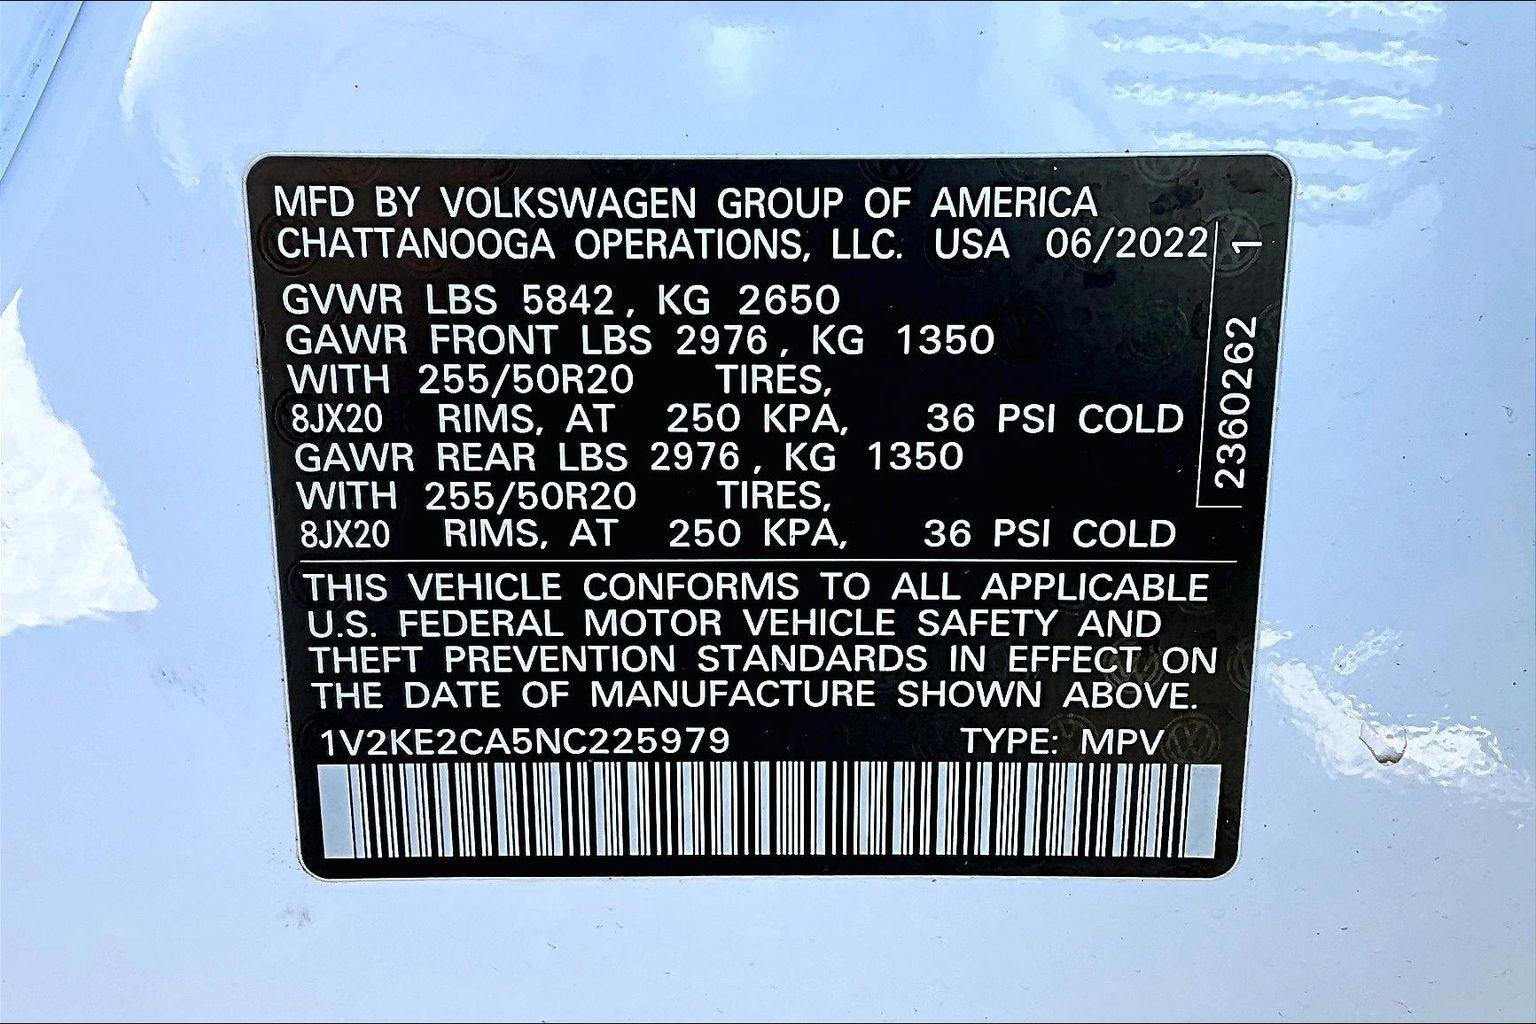 MFD BY VOLKSWAGEN GROUP OF AMERICA
CHATTANOOGA OPERATIONS, LLC. USA 06/2022
GVWR LBS 5842, KG 2650
GAWR FRONT LBS 2976, KG 1350
WITH 255/50R20 TIRES,
8JX20 RIMS, AT 250 KPA, 36 PSI COLD
GAWR REAR LBS 2976, KG 1350
WITH 255/50R20 TIRES,
8JX20 RIMS, AT 250 KPA, 36 PSI COLD
THIS VEHICLE CONFORMS TO ALL APPLICABLE
U.S. FEDERAL MOTOR VEHICLE SAFETY AND
THEFT PREVENTION STANDARDS IN EFFECT ON
THE DATE OF MANUFACTURE SHOWN ABOVE.
1V2KE2CA5NC225979 TYPE: MPV
23602262 1